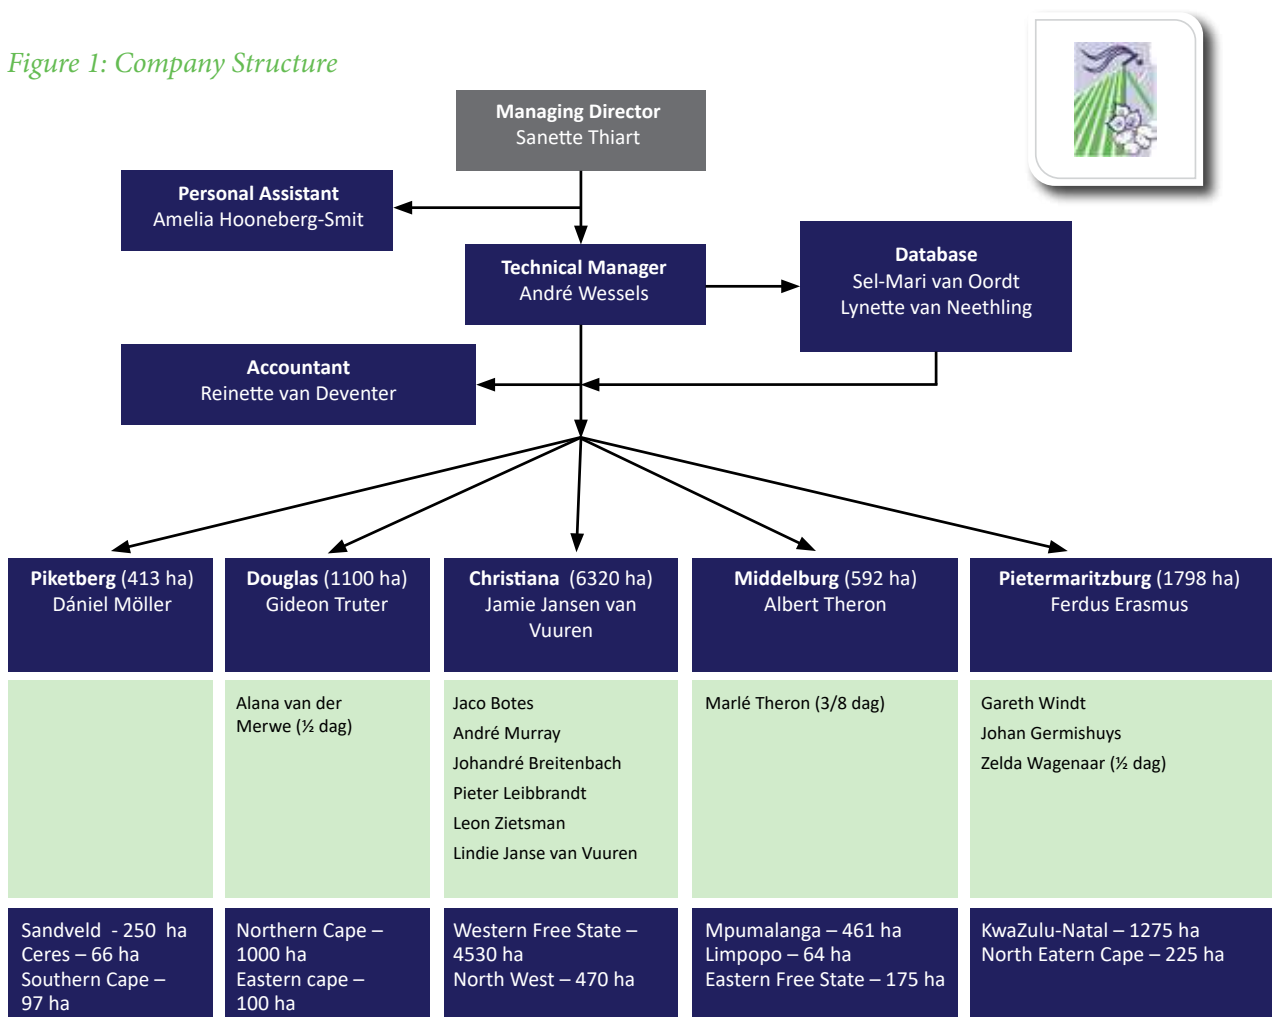 Figure 1: Company Structure
Managing Director
Sanette Thiart
Personal Assistant
Amelia Hooneberg-Smit
Technical Manager
André Wessels
Database
Sel-Mari van Oordt
Lynette van Neethling
Accountant
Reinette van Deventer
Piketberg (413 ha)
Dániel Möller
Douglas (1100 ha)
Gideon Truter
Christiana (6320 ha)
Jamie Jansen van
Vuuren
Middelburg (592 ha)
Albert Theron
Pietermaritzburg (1798 ha)
Ferdus Erasmus
Alana van der
Merwe (½ dag)
Jaco Botes
André Murray
Johandré Breitenbach
Pieter Leibbrandt
Leon Zietsman
Lindie Janse van Vuuren
Marlé Theron (3/8 dag)
Gareth Windt
Johan Germishuys
Zelda Wagenaar (½ dag)
Sandveld - 250 ha
Ceres – 66 ha
Southern Cape –
97 ha
Northern Cape –
1000 ha
Eastern cape –
100 ha
Western Free State –
4530 ha
North West – 470 ha
Mpumalanga – 461 ha
Limpopo – 64 ha
Eastern Free State – 175 ha
KwaZulu-Natal – 1275 ha
North Eatern Cape – 225 ha